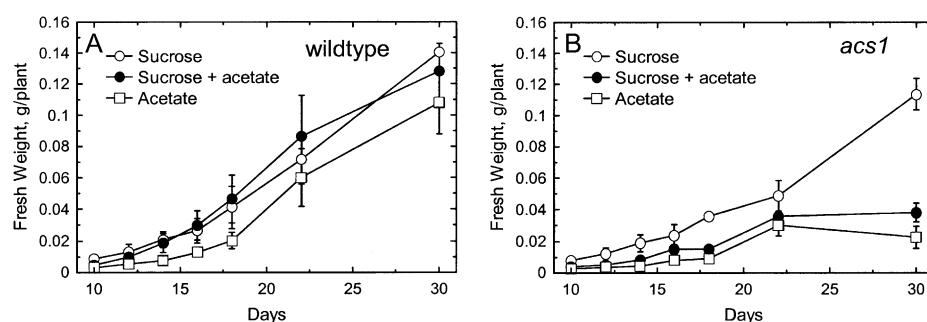 A
wildtype
Sucrose
Sucrose + acetate
Acetate
Fresh Weight, g/plant
0.16
0.14
0.12
0.1
0.08
0.06
0.04
0.02
0
10 15 20 25 30
Days
B
acs1
Sucrose
Sucrose + acetate
Acetate
Fresh Weight, g/plant
0.16
0.14
0.12
0.1
0.08
0.06
0.04
0.02
0
10 15 20 25 30
Days